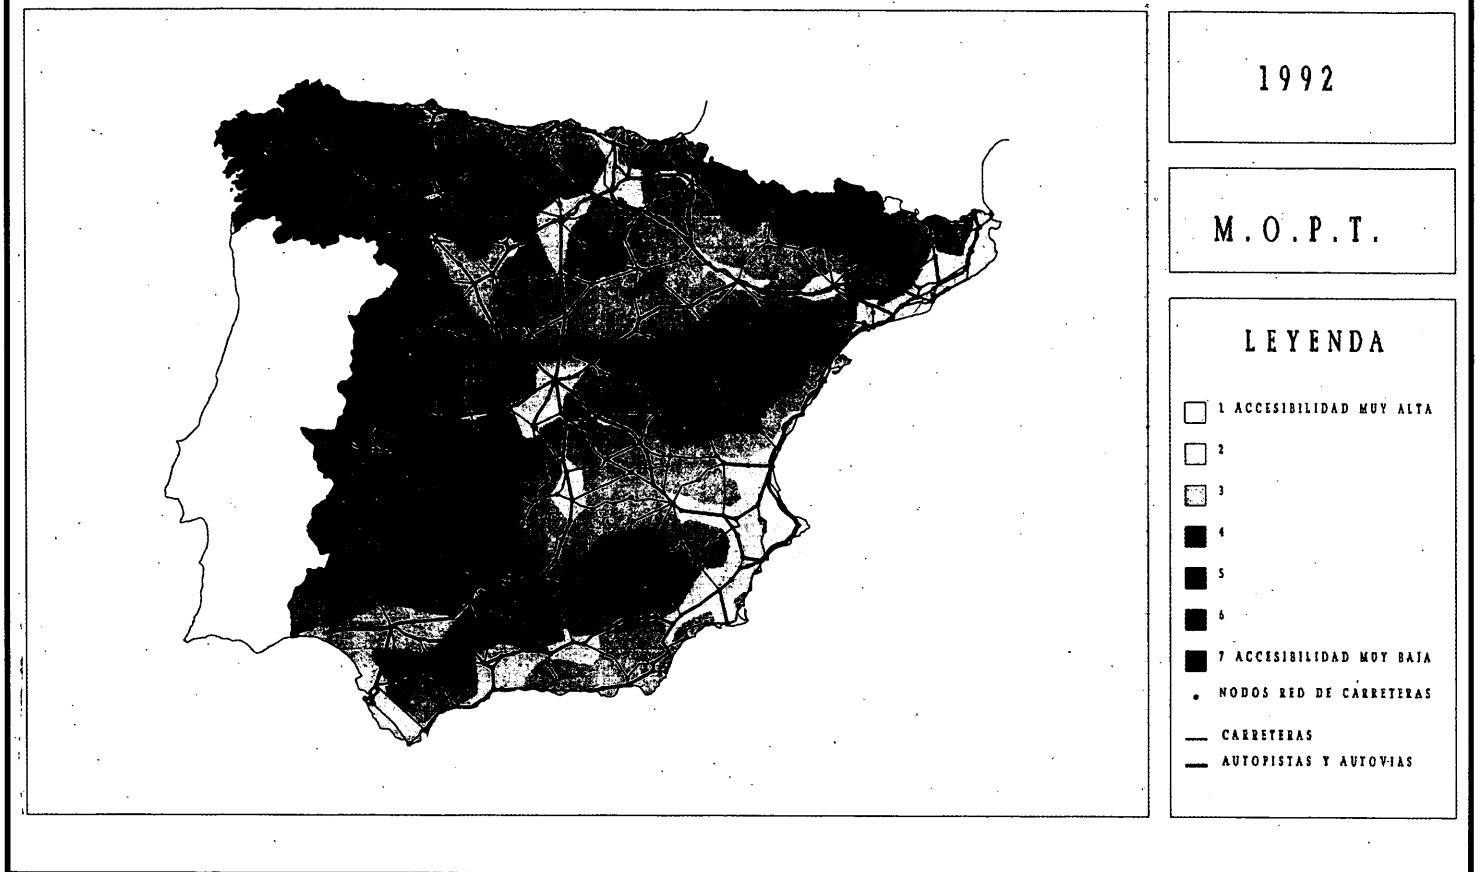 1992
M.O.P.T.
LEYENDA
1 ACCESIBILIDAD MUY ALTA
2
3
4
5
6
7 ACCESIBILIDAD MUY BAJA
NODOS RED DE CARRETERAS
CARRETERAS
AUTOPISTAS Y AUTOVIAS